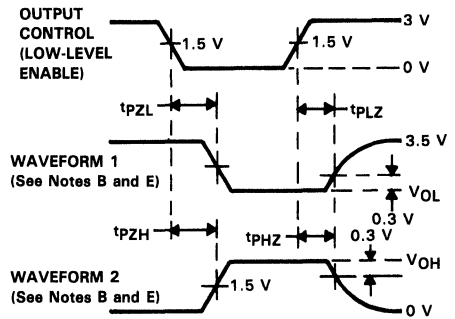 OUTPUT
CONTROL
(LOW-LEVEL
ENABLE)
1.5 V
1.5 V
3 V
0 V
tPZL
tPLZ
WAVEFORM 1
(See Notes B and E)
3.5 V
VOL
0.3 V
tPZH
tPHZ
0.3 V
VOH
WAVEFORM 2
(See Notes B and E)
1.5 V
0 V